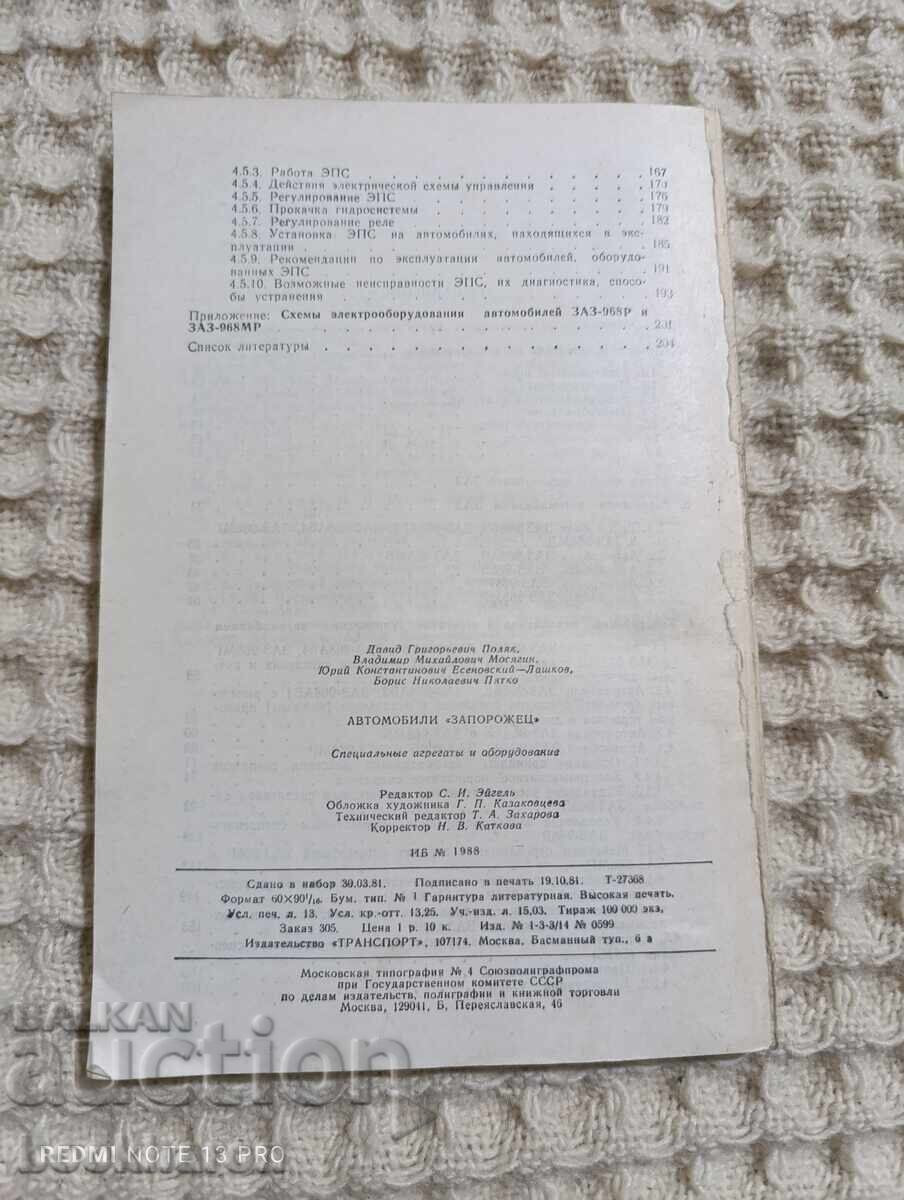 4.5.3. Работа ЭПС . . . . . . . . . . . . . 167
4.5.4. Действия электрической схемы управления . . . . . 170
4.5.5. Регулирование ЭПС . . . . . . . . . . . 176
4.5.6. Прокачка гидросистемы . . . . . . . . . . 179
4.5.7. Регулирование реле . . . . . . . . . . . 182
4.5.8. Установка ЭПС на автомобилях, находящихся в экс-
плуатации . . . . . . . . . . . . . . . 185
4.5.9. Рекомендации по эксплуатации автомобилей, оборудо-
ванных ЭПС . . . . . . . . . . . . . . 191
4.5.10. Возможные неисправности ЭПС, их диагностика, спосо-
бы устранения . . . . . . . . . . . . . 193
Приложение: Схемы электрооборудования автомобилей ЗАЗ-968Р и
ЗАЗ-968МР . . . . . . . . . . . . . . . . 201
Список литературы . . . . . . . . . . . . . . . 204
Давид Григорьевич Поляк,
Владимир Михайлович Мосягин,
Юрий Константинович Есеновский—Лашков,
Борис Николаевич Пятко
АВТОМОБИЛИ «ЗАПОРОЖЕЦ»
Специальные агрегаты и оборудование
Редактор С. И. Эйгель
Обложка художника Г. П. Казаковцева
Технический редактор Т. А. Захарова
Корректор Н. В. Каткова
ИБ № 1988
Сдано в набор 30.03.81. Подписано в печать 19.10.81. Т-27368
Формат 60×90¹/₁₆. Бум. тип. № 1 Гарнитура литературная. Высокая печать.
Усл. печ. л. 13. Усл. кр.-отт. 13,25. Уч.-изд. л. 15,03. Тираж 100 000 экз.
Заказ 305. Цена 1 р. 10 к. Изд. № 1-3-3/14 № 0599
Издательство «ТРАНСПОРТ», 107174, Москва, Басманный туп., 6 а
Московская типография № 4 Союзполиграфпрома
при Государственном комитете СССР
по делам издательств, полиграфии и книжной торговли
Москва, 129041, Б, Переяславская, 46
BALKAN
auction
REDMI NOTE 13 PRO